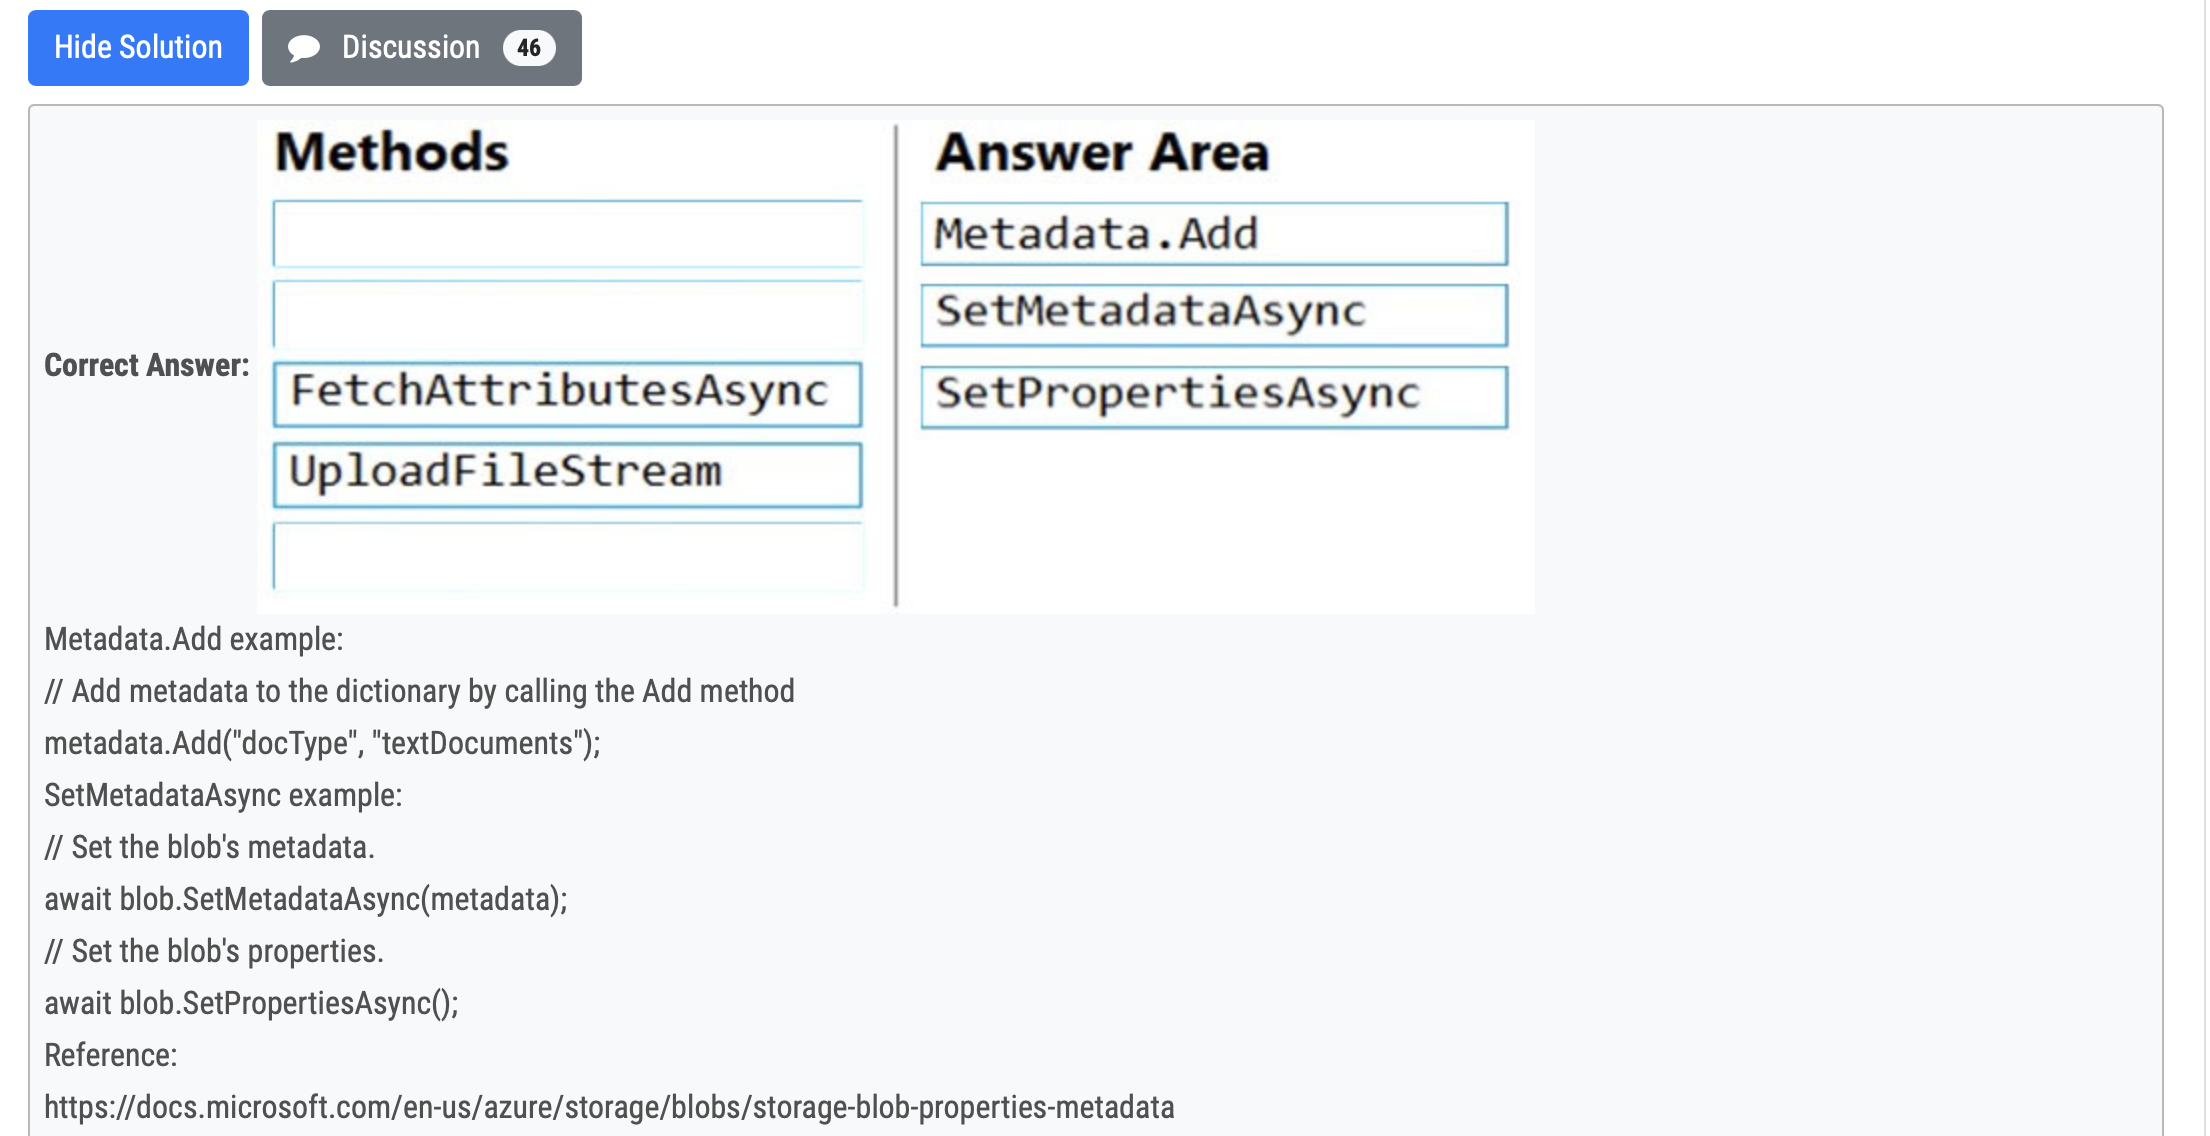 Hide Solution
Discussion 46
Methods
Answer Area
Metadata.Add
SetMetadataAsync
Correct Answer:
FetchAttributesAsync
SetPropertiesAsync
UploadFileStream
Metadata.Add example:
// Add metadata to the dictionary by calling the Add method
metadata.Add("docType", "textDocuments");
SetMetadataAsync example:
// Set the blob's metadata.
await blob.SetMetadataAsync(metadata);
// Set the blob's properties.
await blob.SetPropertiesAsync();
Reference:
https://docs.microsoft.com/en-us/azure/storage/blobs/storage-blob-properties-metadata